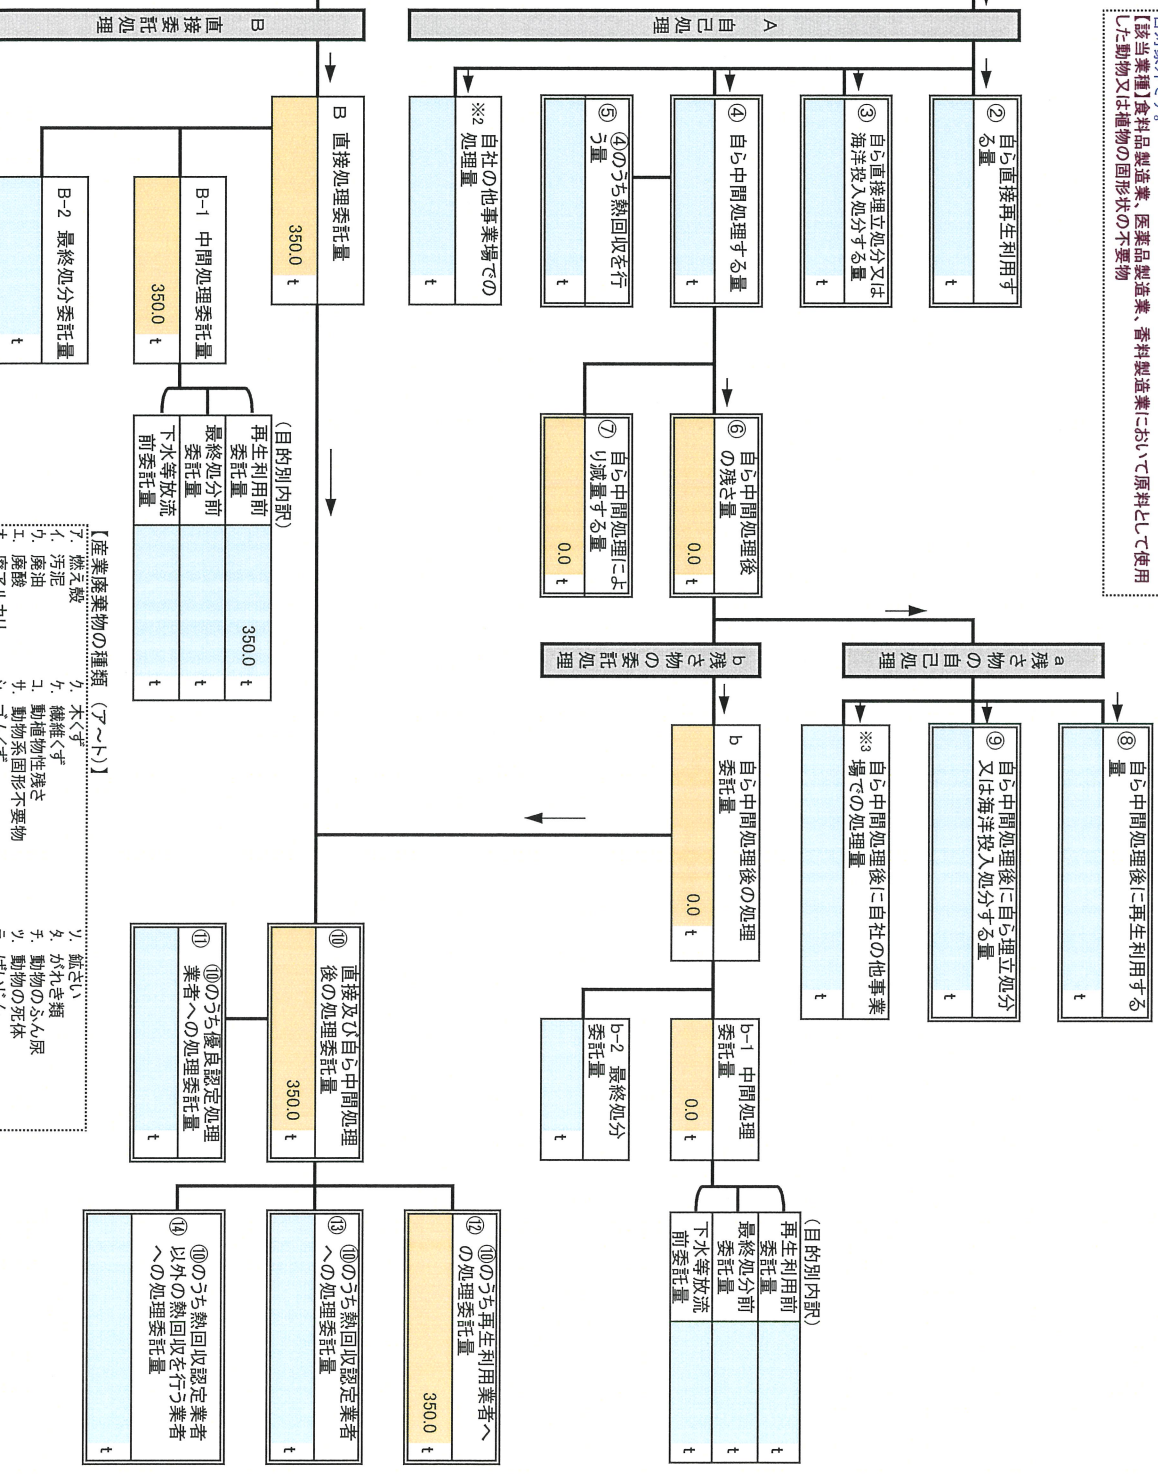 【該当業種】食料品製造業、医薬品製造業、香料製造業において原料として使用
した動物又は植物の固形状の不要物
A 自己処理
② 自ら直接再生利用す
る量
t
③ 自ら直接埋立処分又は
海洋投入処分する量
t
④ 自ら中間処理する量
t
⑤ ④のうち熱回収を行
う量
t
※2 自社の他事業場での
処理量
t
⑥ 自ら中間処理後
の残さ量
0.0 t
⑦ 自ら中間処理によ
り減量する量
0.0 t
a 残さ物の自己処理
⑧ 自ら中間処理後に再生利用する
量
t
⑨ 自ら中間処理後に自ら埋立処分
又は海洋投入処分する量
t
※3 自ら中間処理後に自社の他事業
場での処理量
t
b 残さ物の委託処理
b 自ら中間処理後の処理
委託量
0.0 t
b-1 中間処理
委託量
0.0 t
b-2 最終処分
委託量
t
(目的別内訳)
再生利用前
委託量
t
最終処分前
委託量
t
下水等放流
前委託量
t
B 直接委託処理
B 直接処理委託量
350.0 t
B-1 中間処理委託量
350.0 t
B-2 最終処分委託量
t
(目的別内訳)
再生利用前
委託量
350.0 t
最終処分前
委託量
t
下水等放流
前委託量
t
⑩ 直接及び自ら中間処理
後の処理委託量
350.0 t
⑪ ⑩のうち優良認定処理
業者への処理委託量
t
⑫ ⑩のうち再生利用業者へ
の処理委託量
350.0 t
⑬ ⑩のうち熱回収認定業者
への処理委託量
t
⑭ ⑩のうち熱回収認定業者
以外の熱回収を行う業者
への処理委託量
t
【産業廃棄物の種類 (ア~ト)】
ア. 燃え殻
イ. 汚泥
ウ. 廃油
エ. 廃酸
ク. 木くず
ケ. 繊維くず
コ. 動植物性残さ
サ. 動物系固形不要物
ソ. 鉱さい
タ. がれき類
チ. 動物のふん尿
ツ. 動物の死体